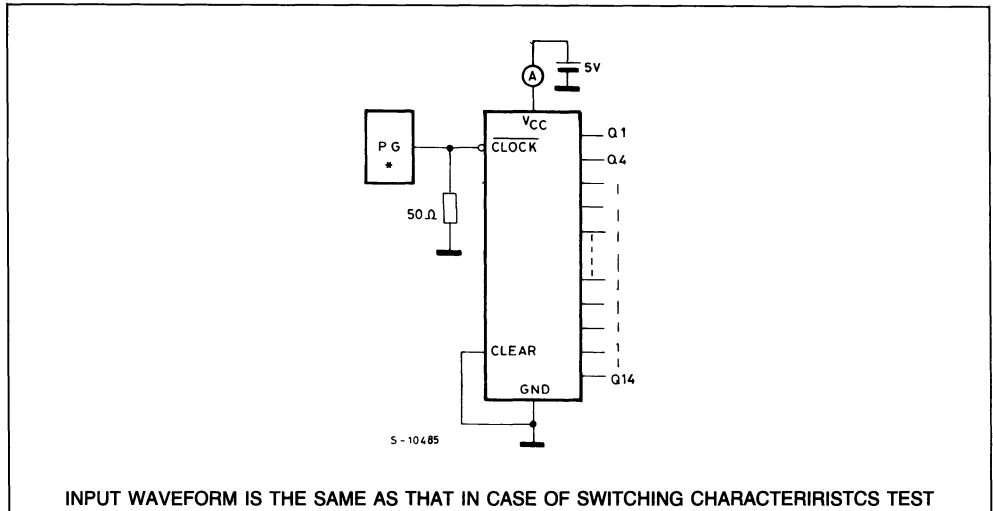 5V
A
VCC
Q1
PG
*
CLOCK
Q4
50Ω
CLEAR
Q14
GND
S-10485
INPUT WAVEFORM IS THE SAME AS THAT IN CASE OF SWITCHING CHARACTERIRISTCS TEST